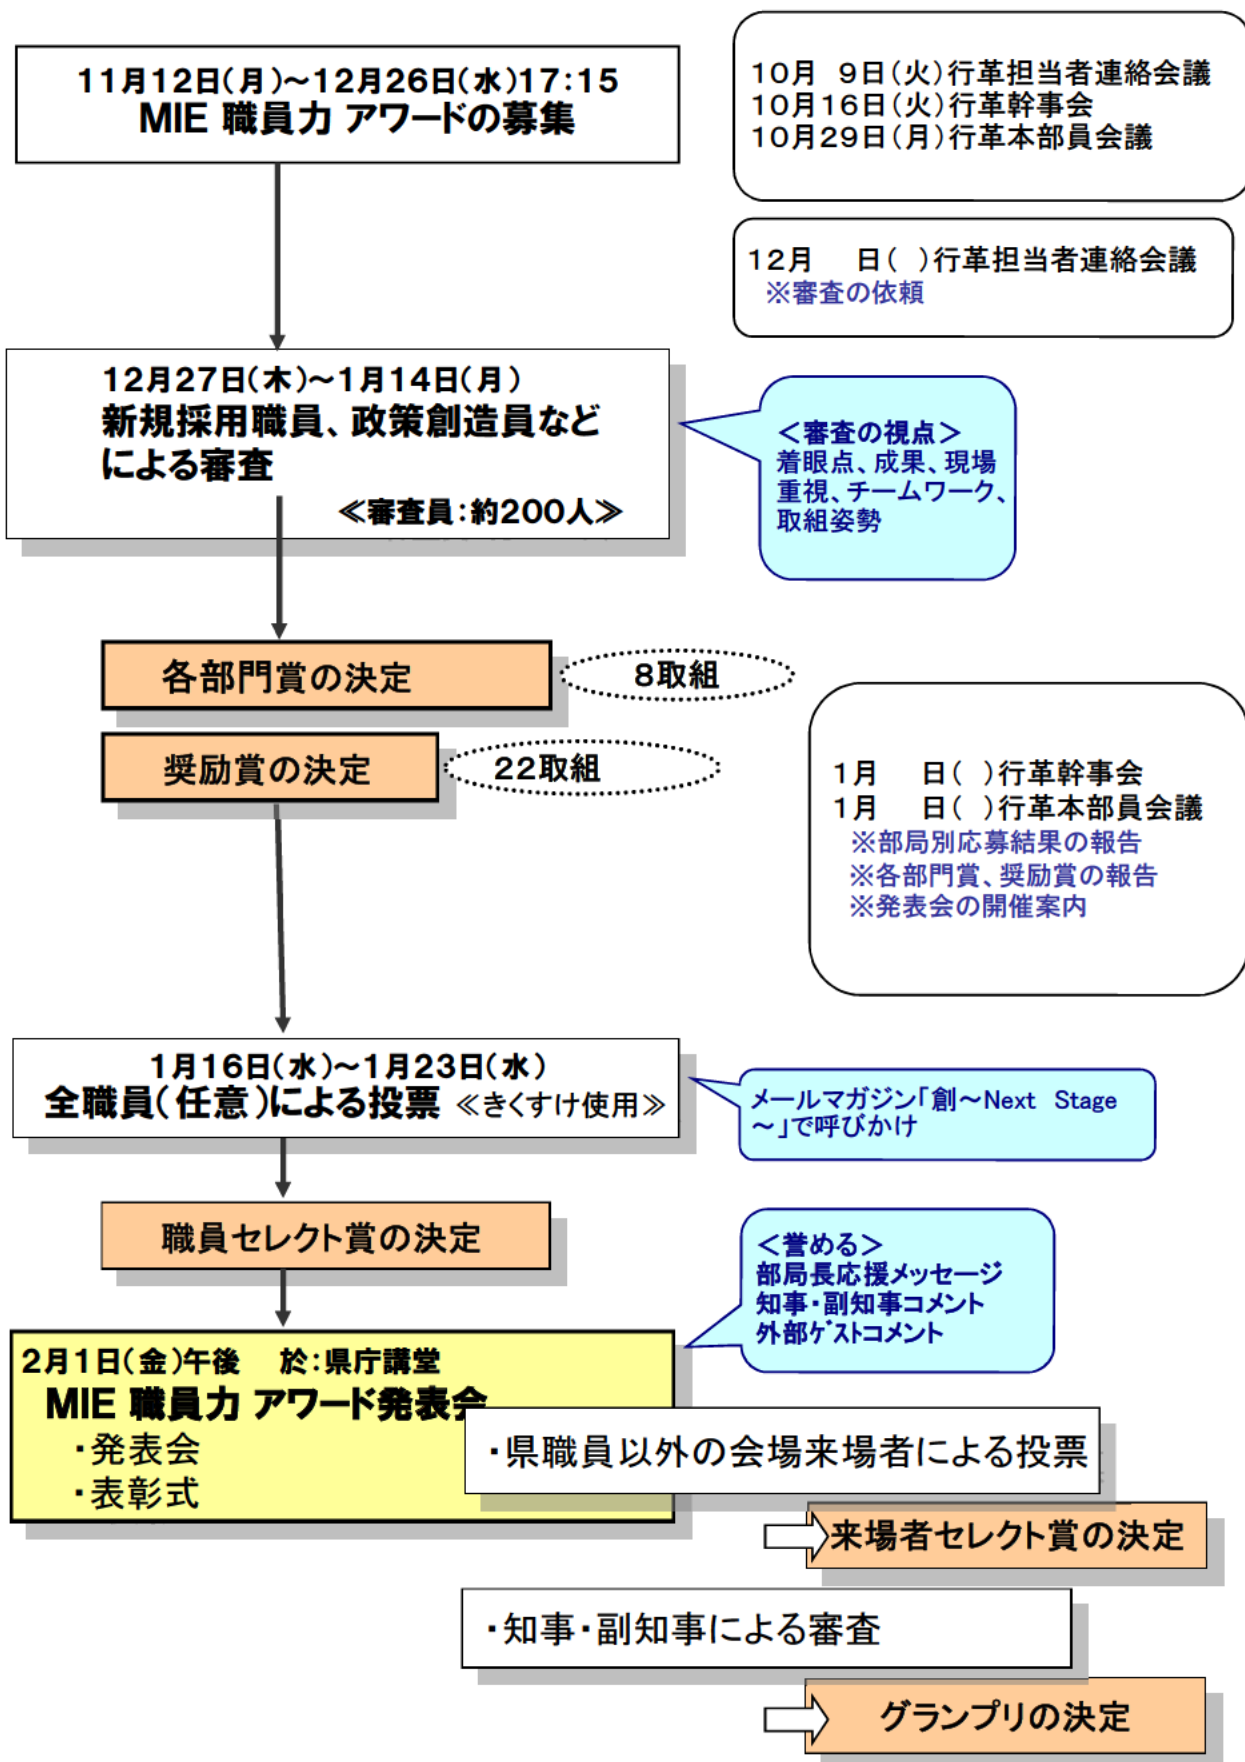 11月12日(月)～12月26日(水)17:15
MIE 職員力 アワードの募集
10月 9日(火)行革担当者連絡会議
10月16日(火)行革幹事会
10月29日(月)行革本部員会議
12月　日( )行革担当者連絡会議
※審査の依頼
12月27日(木)～1月14日(月)
新規採用職員、政策創造員など
による審査
≪審査員:約200人≫
＜審査の視点＞
着眼点、成果、現場
重視、チームワーク、
取組姿勢
各部門賞の決定
8取組
奨励賞の決定
22取組
1月　日( )行革幹事会
1月　日( )行革本部員会議
※部局別応募結果の報告
※各部門賞、奨励賞の報告
※発表会の開催案内
1月16日(水)～1月23日(水)
全職員(任意)による投票 ≪きくすけ使用≫
メールマガジン「創～Next Stage
～」で呼びかけ
職員セレクト賞の決定
＜誉める＞
部局長応援メッセージ
知事・副知事コメント
外部ｹﾞストコメント
2月1日(金)午後　於:県庁講堂
MIE 職員力 アワード発表会
・発表会
・表彰式
・県職員以外の会場来場者による投票
来場者セレクト賞の決定
・知事・副知事による審査
グランプリの決定